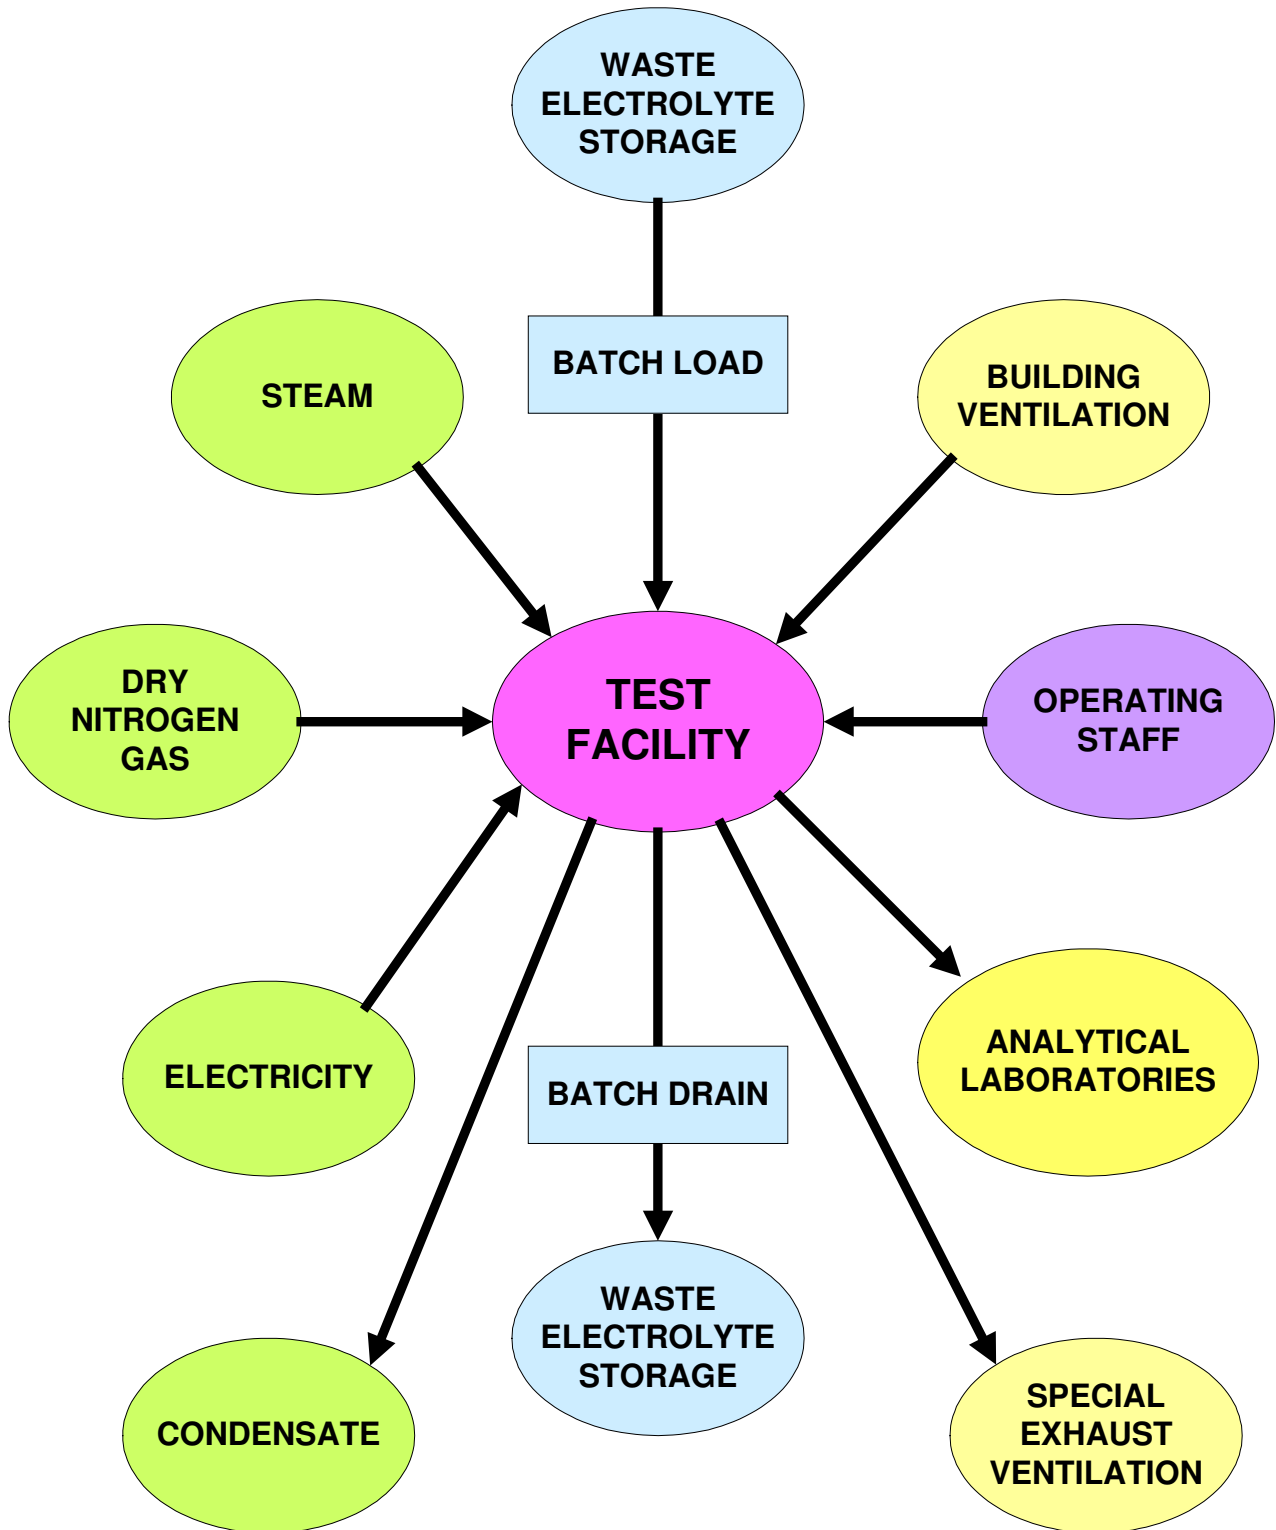 WASTE
ELECTROLYTE
STORAGE
BATCH LOAD
STEAM
BUILDING
VENTILATION
DRY
NITROGEN
GAS
TEST
FACILITY
OPERATING
STAFF
ELECTRICITY
BATCH DRAIN
ANALYTICAL
LABORATORIES
WASTE
ELECTROLYTE
STORAGE
CONDENSATE
SPECIAL
EXHAUST
VENTILATION